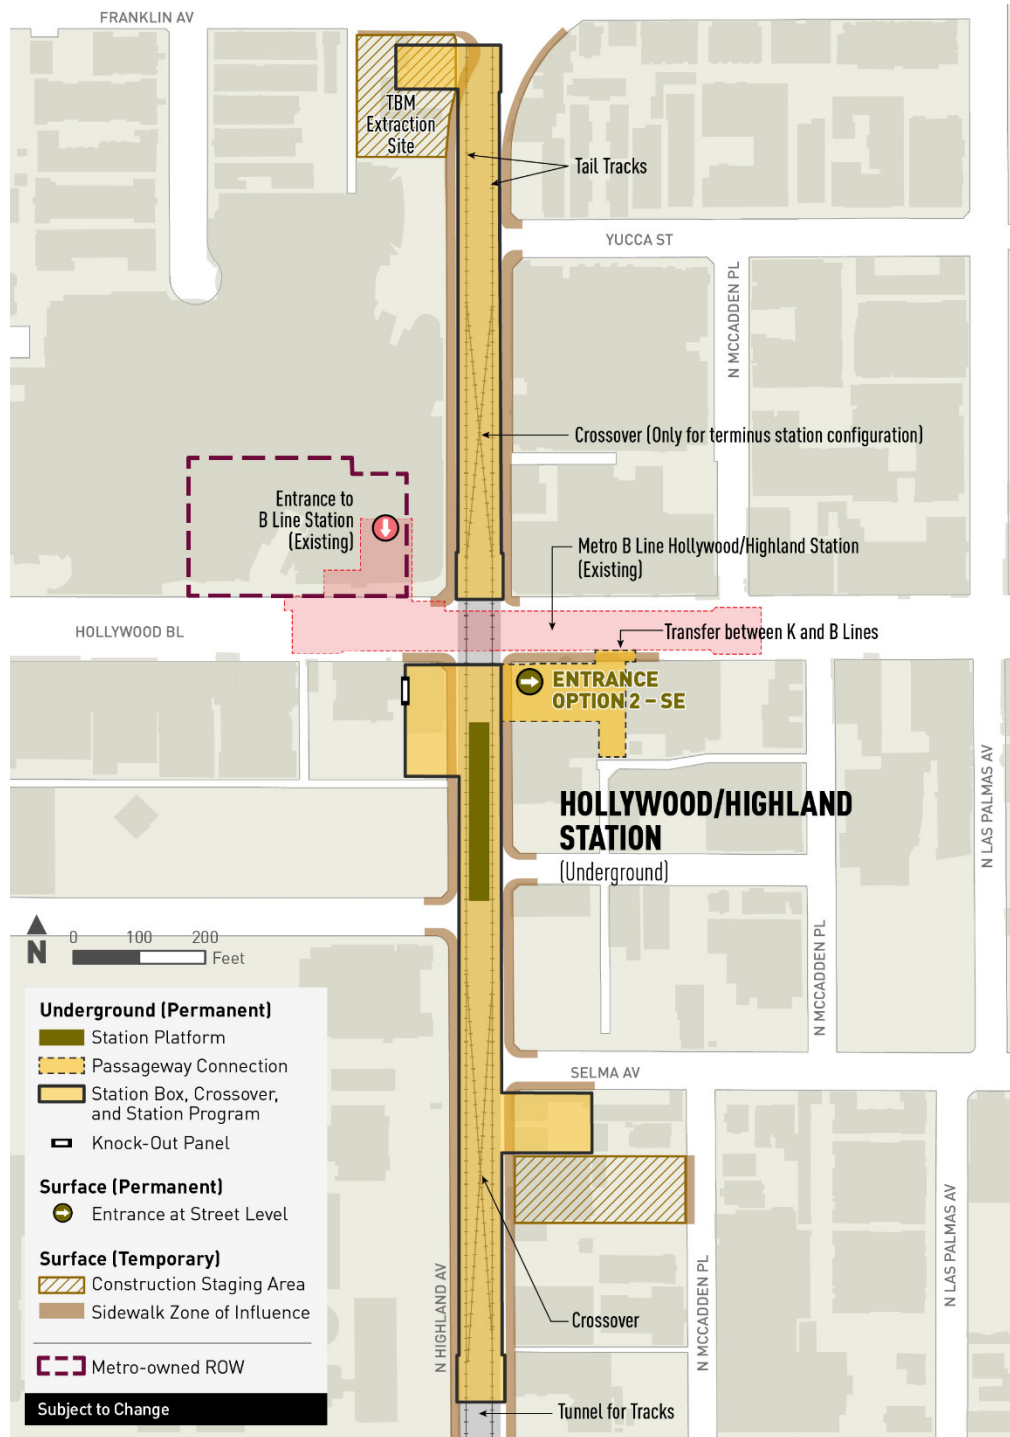 FRANKLIN AV
TBM
Extraction
Site
Tail Tracks
YUCCA ST
N MCCADDEN PL
Crossover (Only for terminus station configuration)
Entrance to
B Line Station
(Existing)
Metro B Line Hollywood/Highland Station
(Existing)
HOLLYWOOD BL
Transfer between K and B Lines
ENTRANCE
OPTION 2 – SE
N LAS PALMAS AV
HOLLYWOOD/HIGHLAND
STATION
(Underground)
N
0 100 200
Feet
N MCCADDEN PL
Underground (Permanent)
Station Platform
Passageway Connection
Station Box, Crossover,
and Station Program
Knock-Out Panel
Surface (Permanent)
Entrance at Street Level
Surface (Temporary)
Construction Staging Area
Sidewalk Zone of Influence
Metro-owned ROW
Subject to Change
SELMA AV
N HIGHLAND AV
N MCCADDEN PL
N LAS PALMAS AV
Crossover
Tunnel for Tracks